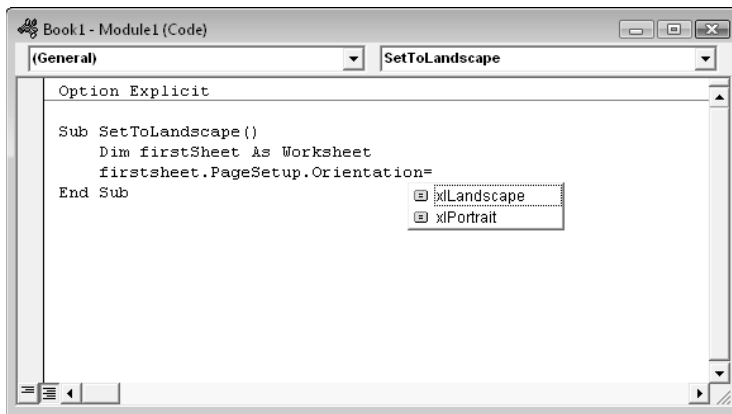 Book1 - Module1 (Code)
(General) SetToLandscape
Option Explicit
Sub SetToLandscape()
Dim firstSheet As Worksheet
firstsheet.PageSetup.Orientation=
End Sub
xlLandscape
xlPortrait